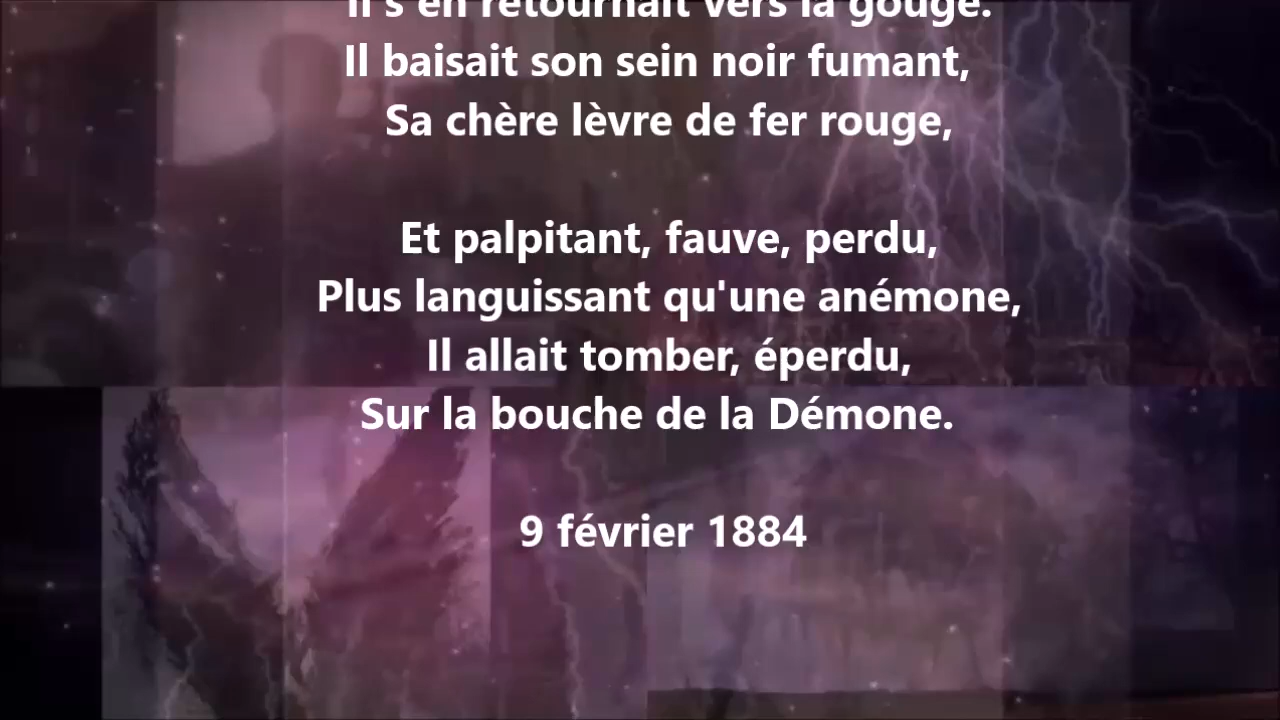 Il s'en retournait vers la gouge.
Il baisait son sein noir fumant,
Sa chère lèvre de fer rouge,
Et palpitant, fauve, perdu,
Plus languissant qu'une anémone,
Il allait tomber, éperdu,
Sur la bouche de la Démone.
9 février 1884